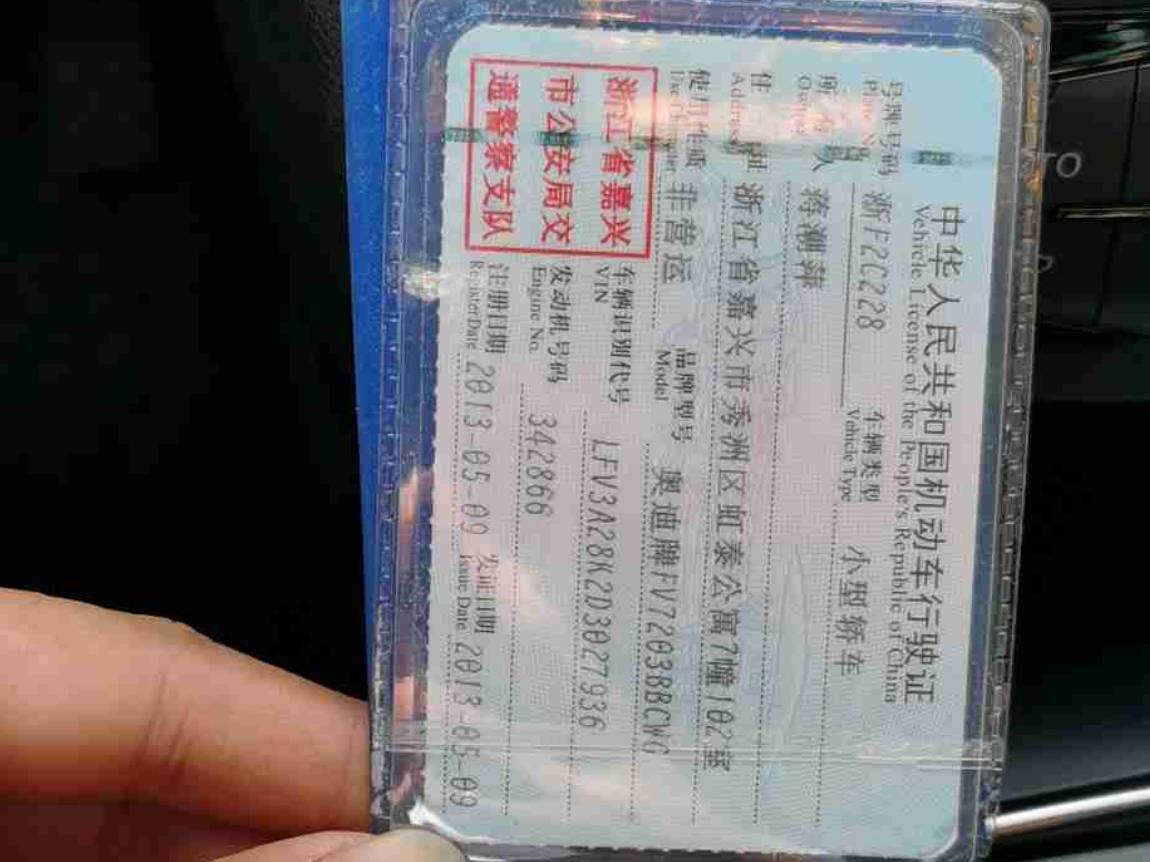 中华人民共和国机动车行驶证
Vehicle License of the People's Republic of China
号牌号码 浙F2C228 车辆类型 小型轿车
Plate No. Vehicle Type
所有人 蒋潮萍
Owner
住址 浙江省嘉兴市秀洲区虹泰公寓7幢102室
Address
使用性质 非营运 品牌型号 奥迪牌FV7203BBCWG
Use Character Model
浙江省嘉兴
市公安局交
通警察支队
车辆识别代号 LFV3A28K2D3027936
VIN
发动机号码 342866
Engine No.
注册日期 2013-05-09 发证日期 2013-05-09
Register Date Issue Date